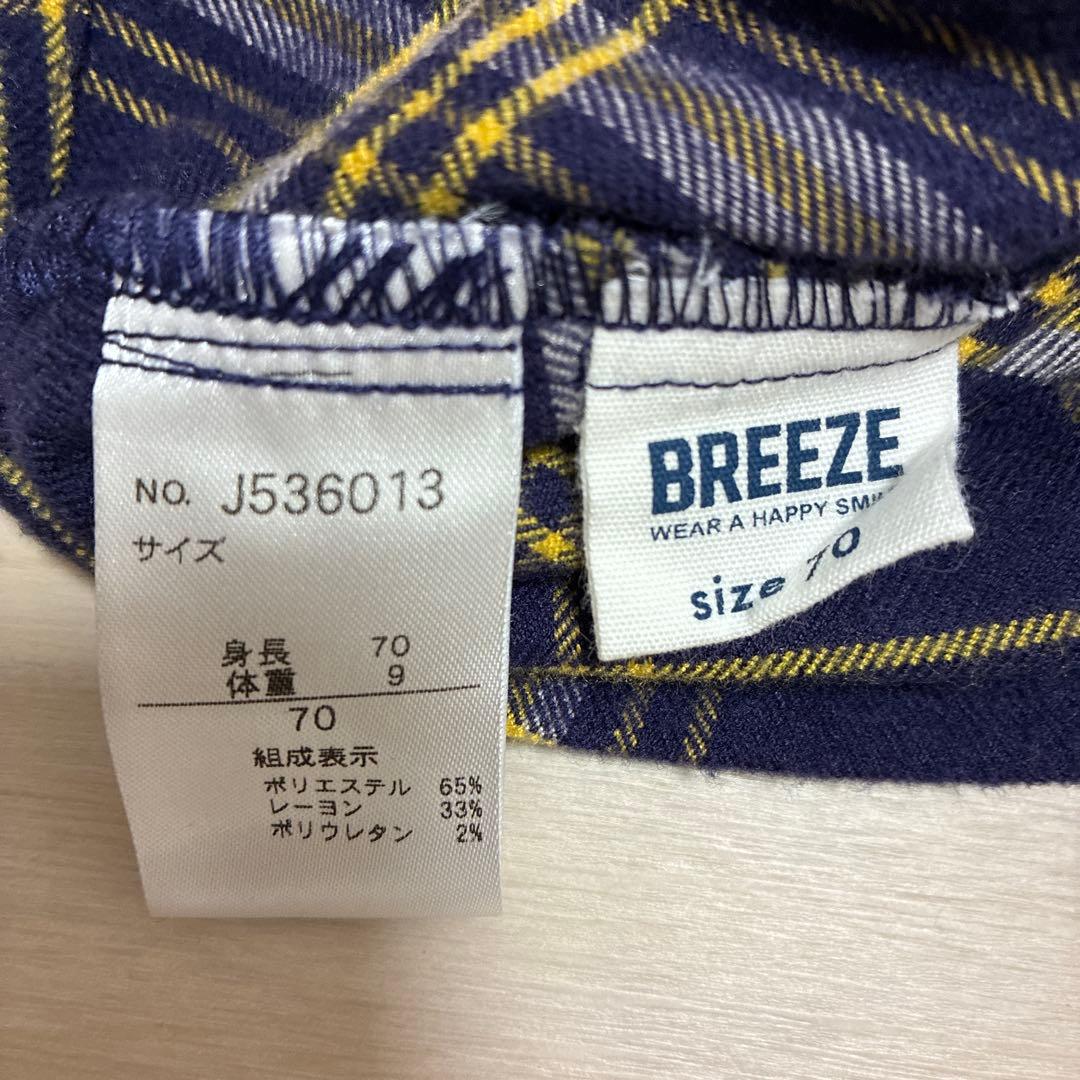 NO. J536013
サイズ
身長 70
体重 9
70
組成表示
ポリエステル 65%
レーヨン 33%
ポリウレタン 2%
BREEZE
WEAR A HAPPY
size 70